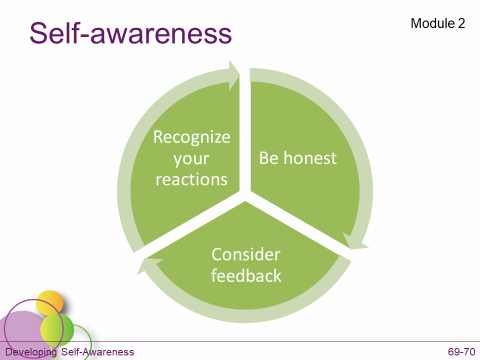 Self-awareness
Module 2
Recognize
your
reactions
Be honest
Consider
feedback
Developing Self-Awareness
69-70